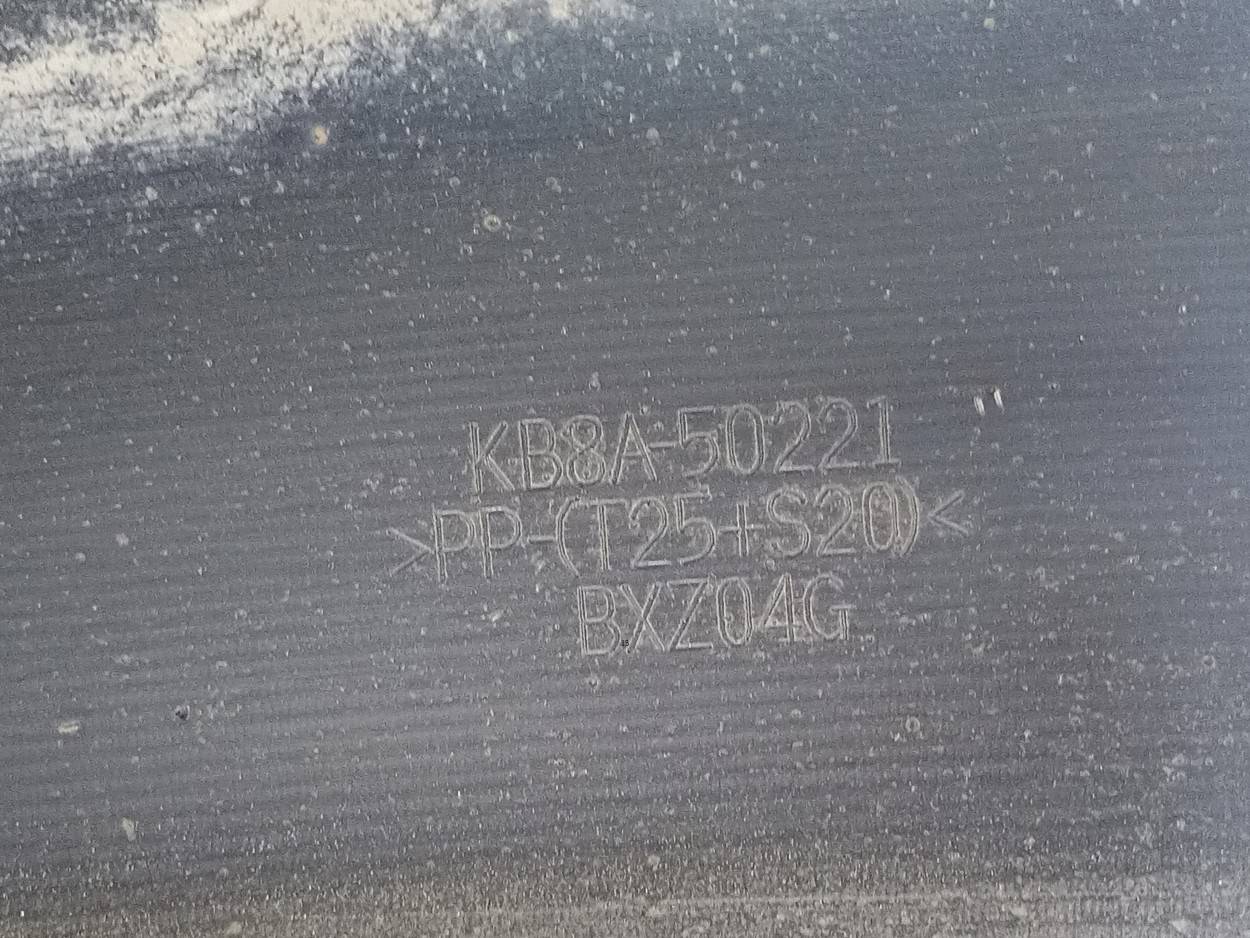 KB8A-50221
>PP-(T25+S20)<
BXZ04G